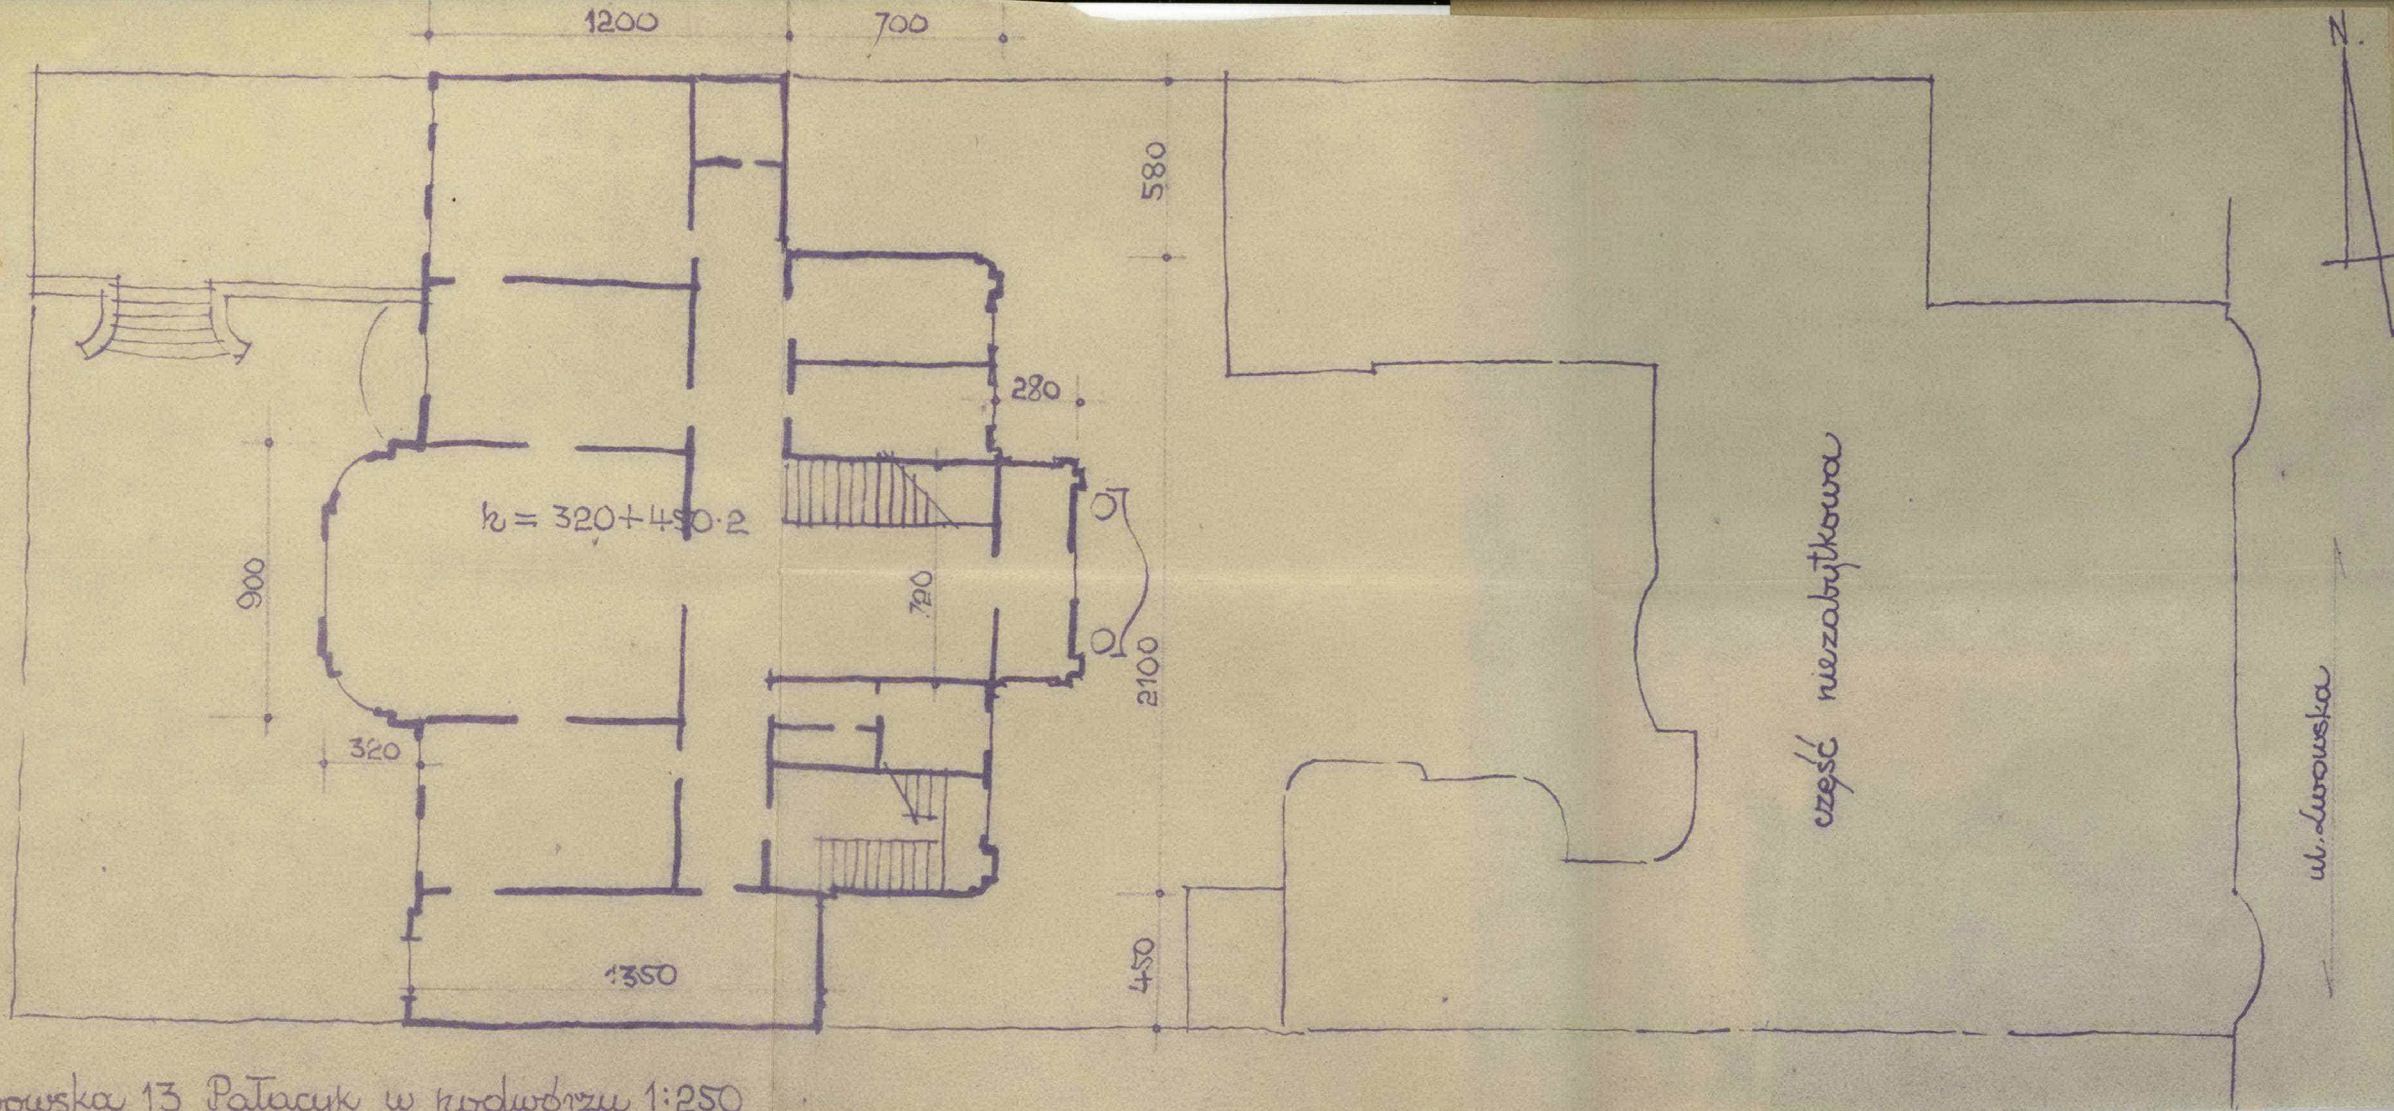 1200
700
N.
580
280
h = 320+450·2
900
720
2100
320
część niezabytkowa
ul. Lwowska
1350
450
owska 13 Pałacyk w podwórzu 1:250